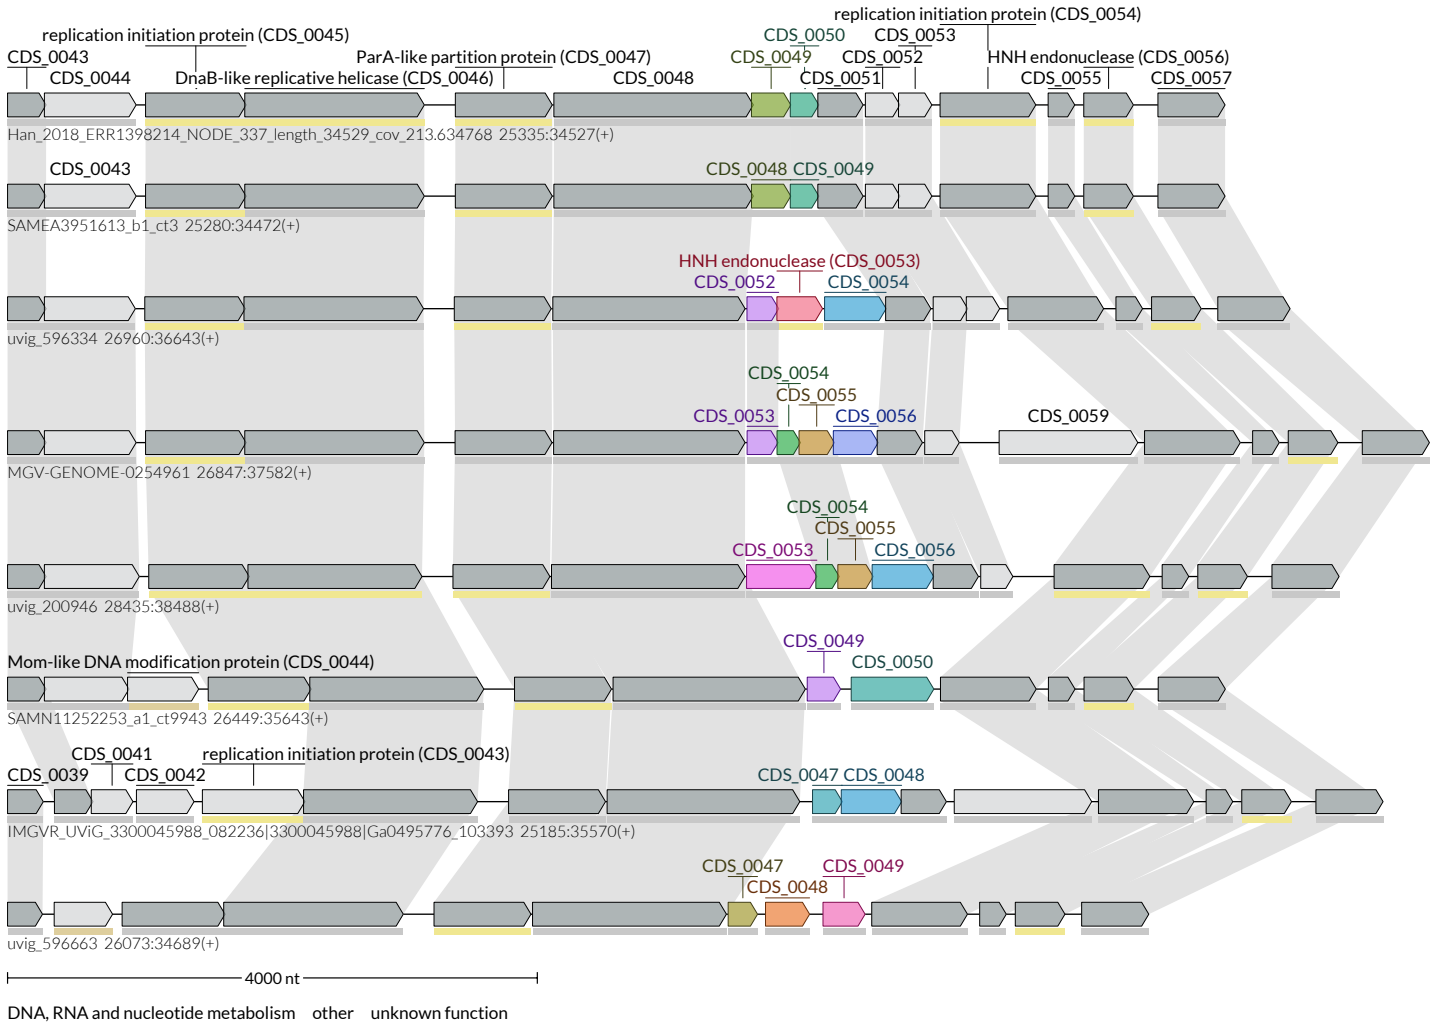 replication initiation protein (CDS_0054)
replication initiation protein (CDS_0045) CDS_0050 CDS_0053
CDS_0043 ParA-like partition protein (CDS_0047) CDS_0049 CDS_0052 HNH endonuclease (CDS_0056)
CDS_0044 DnaB-like replicative helicase (CDS_0046) CDS_0048 CDS_0051 CDS_0055 CDS_0057
Han_2018_ERR1398214_NODE_337_length_34529_cov_213.634768 25335:34527(+)
CDS_0043 CDS_0048 CDS_0049
SAMEA3951613_b1_ct3 25280:34472(+)
HNH endonuclease (CDS_0053)
CDS_0052 CDS_0054
uvig_596334 26960:36643(+)
CDS_0054
CDS_0055
CDS_0053 CDS_0056 CDS_0059
MGV-GENOME-0254961 26847:37582(+)
CDS_0054
CDS_0055
CDS_0053 CDS_0056
uvig_200946 28435:38488(+)
CDS_0049
Mom-like DNA modification protein (CDS_0044) CDS_0050
SAMN11252253_a1_ct9943 26449:35643(+)
CDS_0041 replication initiation protein (CDS_0043)
CDS_0039 CDS_0042 CDS_0047 CDS_0048
IMGVR_UViG_3300045988_082236|3300045988|Ga0495776_103393 25185:35570(+)
CDS_0047 CDS_0049
CDS_0048
uvig_596663 26073:34689(+)
4000 nt
DNA, RNA and nucleotide metabolism other unknown function